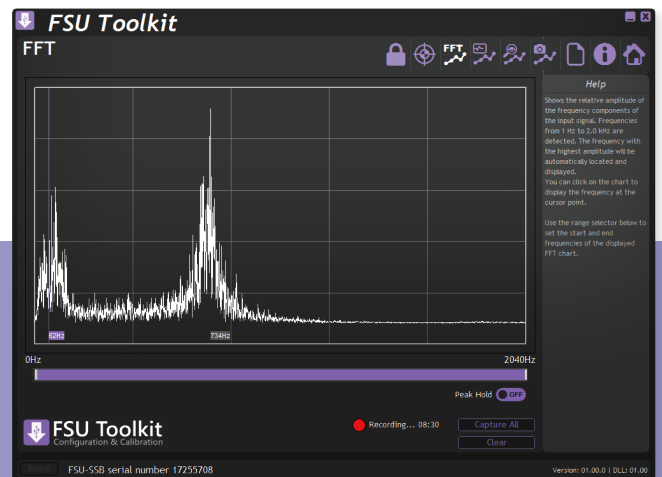 FSU Toolkit
FFT
FFT
Help
Shows the relative amplitude of
the frequency components of
the input signal. Frequencies
from 1 Hz to 2.0 kHz are
detected. The frequency with
the highest amplitude will be
automatically located and
displayed.
You can click on the chart to
display the frequency at the
cursor point.
Use the range selector below to
set the start and end
frequencies of the displayed
FFT chart.
62Hz
734Hz
0Hz
2040Hz
Peak Hold
OFF
FSU Toolkit
Configuration & Calibration
Recording... 08:30
Capture All
Clear
Retry
FSU-SSB serial number 17255708
Version: 01.00.0 | DLL: 01.00